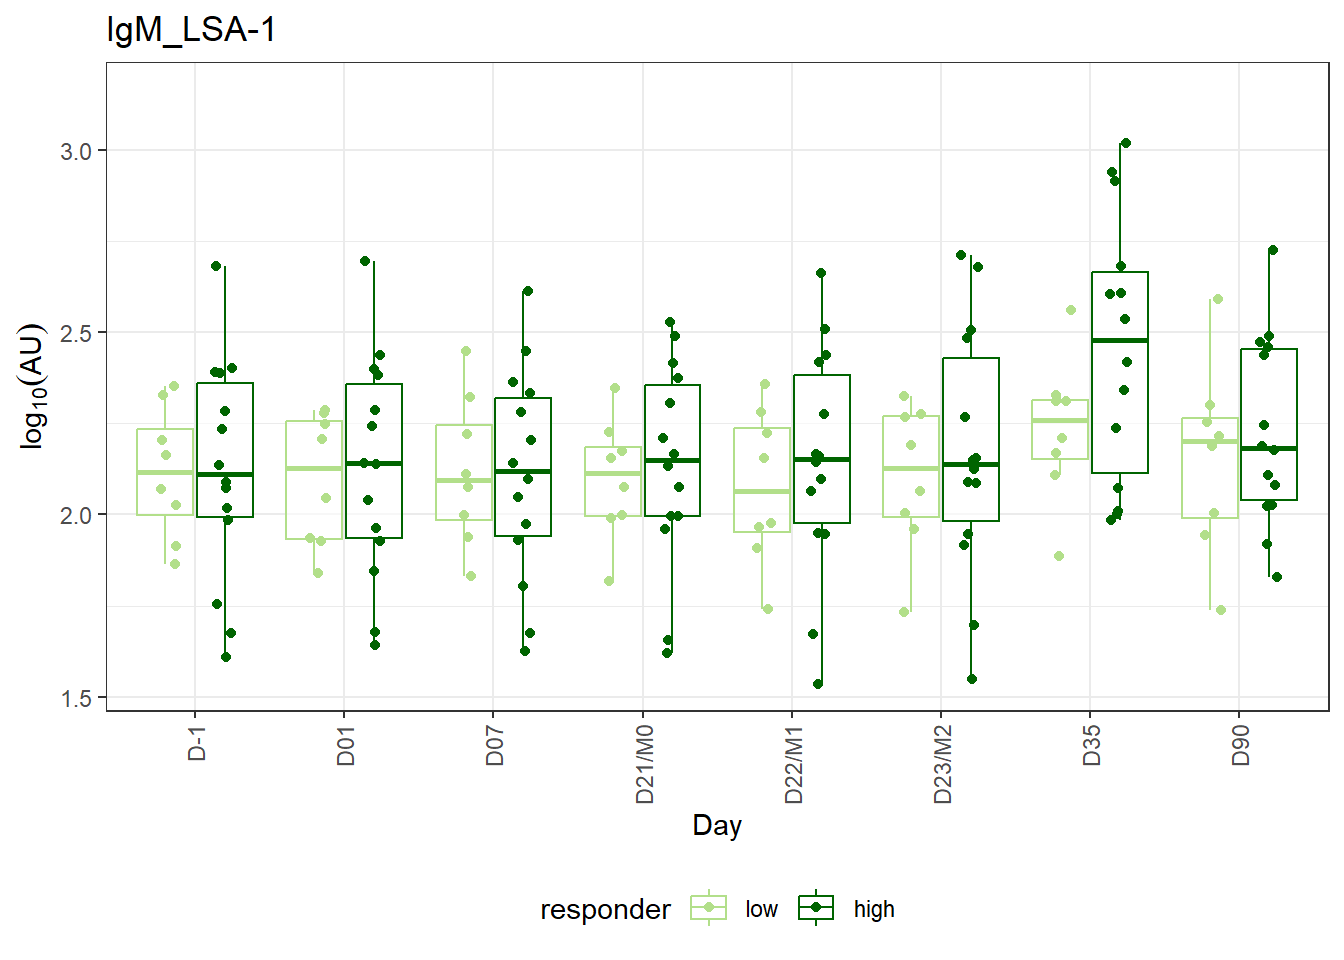 IgM_LSA-1
log10(AU)
3.0
2.5
2.0
1.5
D-1 D01 D07 D21/M0 D22/M1 D23/M2 D35 D90
Day
responder low high